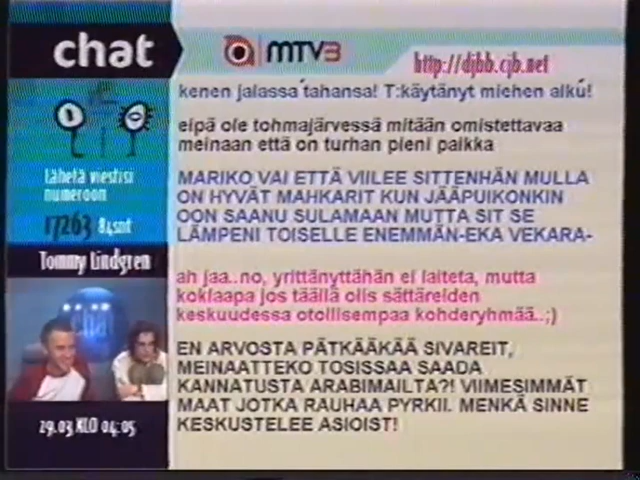 chat
MTV3
http://djbb.cjb.net
kenen jalassa tahansa! T:käytänyt miehen alku!
eipä ole tohmajärvessä mitään omistettavaa
meinaan että on turhan pieni paikka
Lähetä viestisi
numeroon
17263 84snt
MARIKO VAI ETTÄ VIILEE SITTENHÄN MULLA
ON HYVÄT MAHKARIT KUN JÄÄPUIKONKIN
OON SAANU SULAMAAN MUTTA SIT SE
LÄMPENI TOISELLE ENEMMÄN-EKA VEKARA-
Tommy Lindgren
ah jaa..no, yrittänyttähän ei laiteta, mutta
koklaapa jos täällä olis sättäreiden
keskuudessa otollisempaa kohderyhmää..;)
EN ARVOSTA PÄTKÄÄKÄÄ SIVAREIT,
MEINAATTEKO TOSISSAA SAADA
KANNATUSTA ARABIMAILTA?! VIIMESIMMÄT
MAAT JOTKA RAUHAA PYRKII. MENKÄ SINNE
KESKUSTELEE ASIOIST!
29.03 KLO 04:05